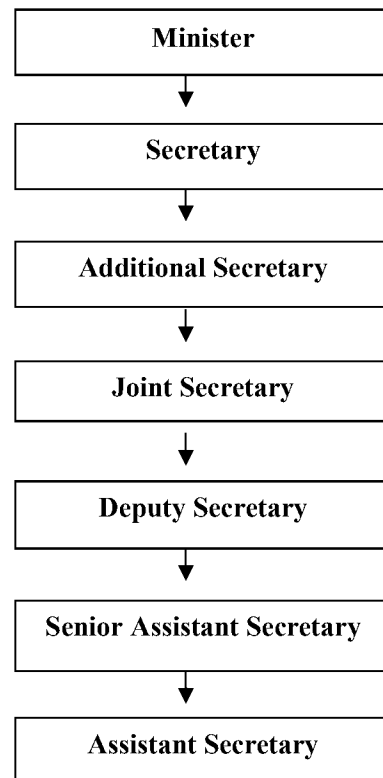 Minister
Secretary
Additional Secretary
Joint Secretary
Deputy Secretary
Senior Assistant Secretary
Assistant Secretary